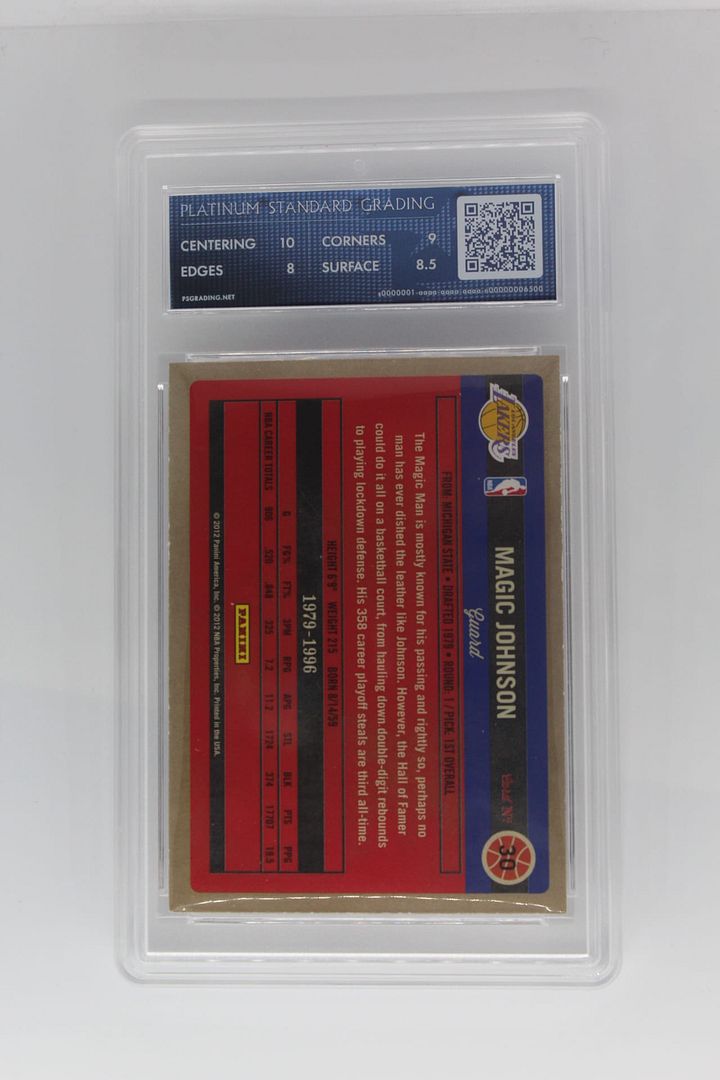 PLATINUM STANDARD GRADING
CENTERING 10 CORNERS 9
EDGES 8 SURFACE 8.5
PSGRADING.NET
LOS ANGELES
LAKERS
NBA
MAGIC JOHNSON
Card No.
30
Guard
FROM: MICHIGAN STATE • DRAFTED 1979 • ROUND: 1 / PICK: 1ST OVERALL
The Magic Man is mostly known for his passing and rightly so, perhaps no
man has ever dished the leather like Johnson. However, the Hall of Famer
could do it all on a basketball court, from hauling down double-digit rebounds
to playing lockdown defense. His 358 career playoff steals are third all-time.
HEIGHT 6'9" WEIGHT 215 BORN 8/14/59
1979-1996
G FG% FT% 3PM RPG APG STL BLK PTS PPG
NBA CAREER TOTALS 906 .520 .848 325 7.2 11.2 1724 374 17707 19.5
PANINI
© 2012 Panini America, Inc. © 2012 NBA Properties, Inc. Printed in the USA.